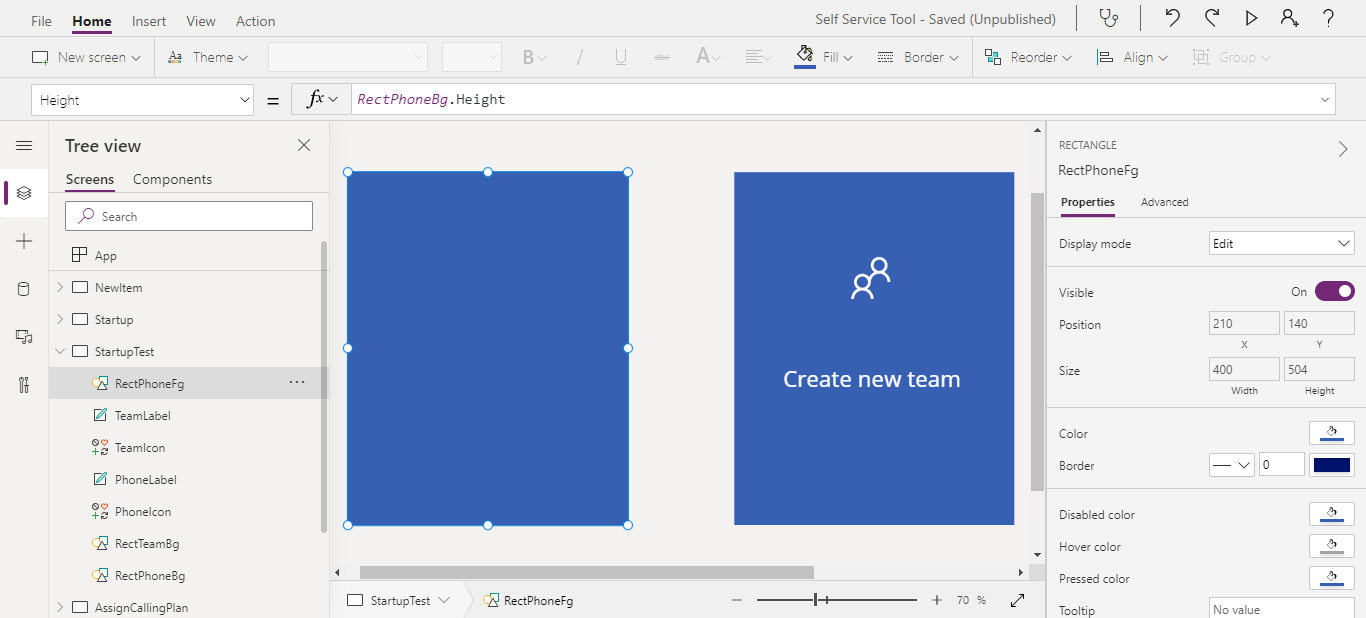 File Home Insert View Action Self Service Tool - Saved (Unpublished) ?
New screen Aa Theme B / U abc A Fill Border Reorder Align Group
Height = fx RectPhoneBg.Height
Tree view
Screens Components
Search
App
NewItem
Startup
StartupTest
RectPhoneFg ...
TeamLabel
TeamIcon
PhoneLabel
PhoneIcon
RectTeamBg
RectPhoneBg
AssignCallingPlan
Create new team
StartupTest RectPhoneFg 70 %
RECTANGLE
RectPhoneFg
Properties Advanced
Display mode Edit
Visible On
Position 210 140
X Y
Size 400 504
Width Height
Color
Border 0
Disabled color
Hover color
Pressed color
Tooltip No value